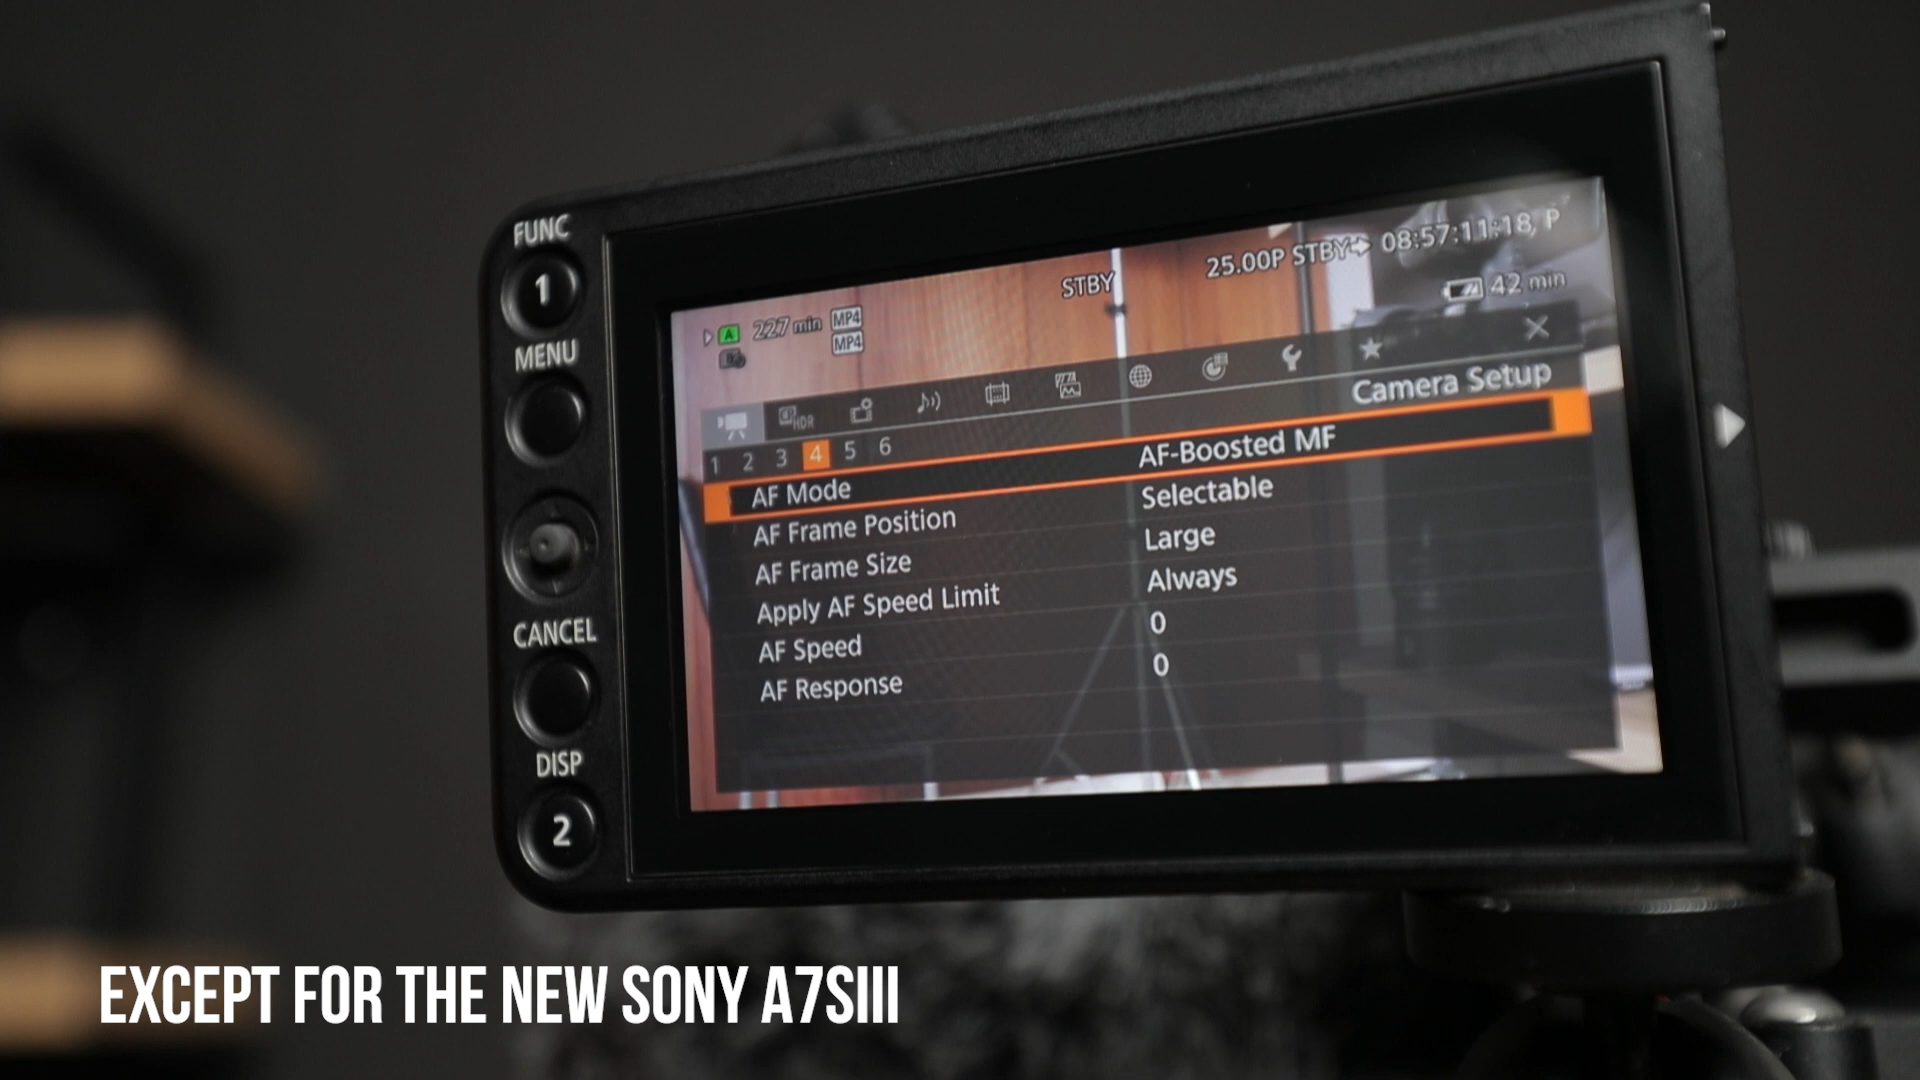 FUNC
1
MENU
CANCEL
DISP
2
STBY
25.00P STBY
08:57:11:18, P
A
227 min
MP4
MP4
42 min
HDR
Camera Setup
1 2 3 4 5 6
AF Mode AF-Boosted MF
AF Frame Position Selectable
AF Frame Size Large
Apply AF Speed Limit Always
AF Speed 0
AF Response 0
EXCEPT FOR THE NEW SONY A7SIII